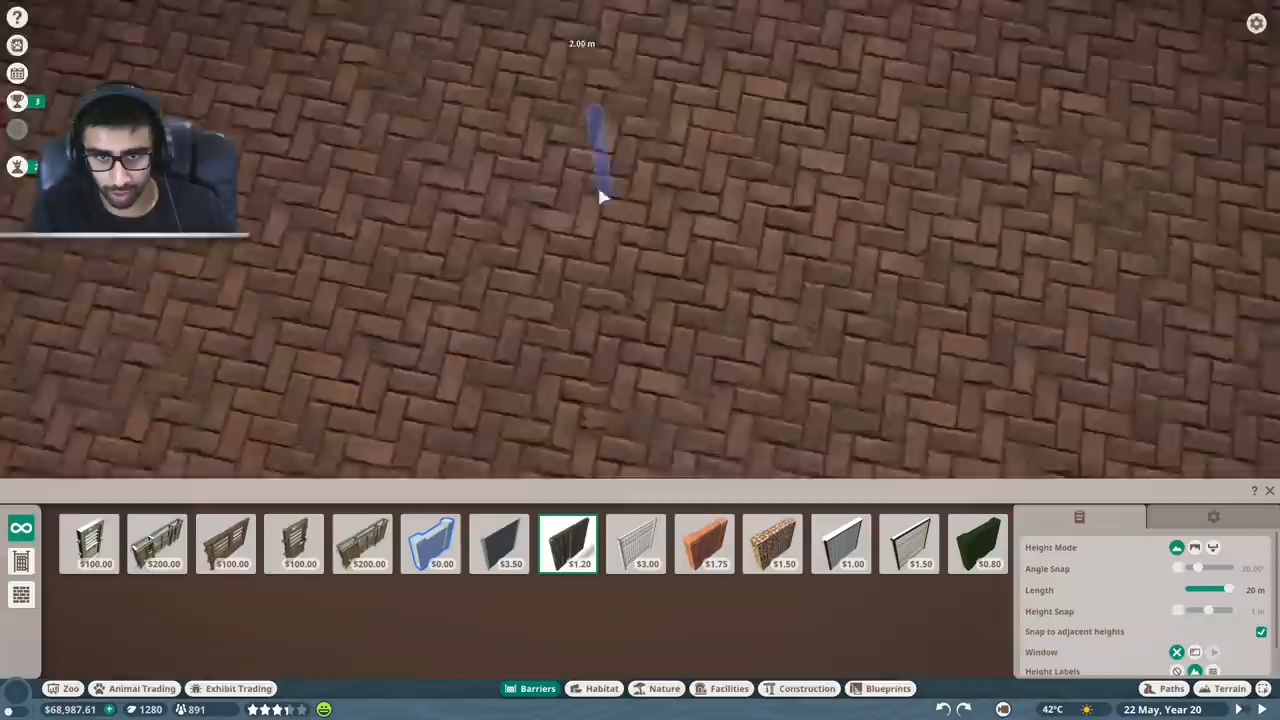 2.00 m
3
$100.00
$200.00
$100.00
$100.00
$200.00
$0.00
$3.50
$1.20
$3.00
$1.75
$1.50
$1.00
$1.50
$0.80
Height Mode
Angle Snap
Length 20 m
Height Snap 1 m
Snap to adjacent heights
Window
Height Labels
Zoo
Animal Trading
Exhibit Trading
Barriers
Habitat
Nature
Facilities
Construction
Blueprints
Paths
Terrain
$68,987.61
1280
891
42°C
22 May, Year 20